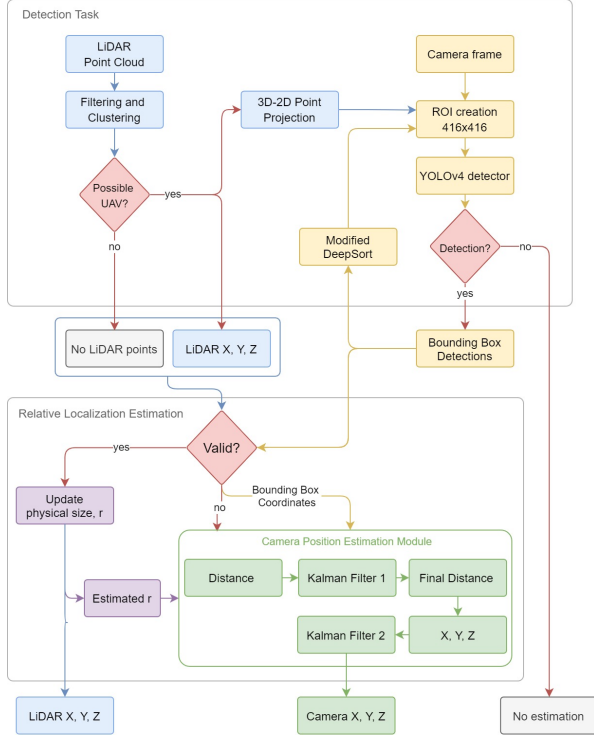 Detection Task
LiDAR
Point Cloud
Camera frame
Filtering and
Clustering
3D-2D Point
Projection
ROI creation
416x416
Possible
UAV?
yes
YOLOv4 detector
no
Modified
DeepSort
Detection?
no
yes
No LiDAR points
LiDAR X, Y, Z
Bounding Box
Detections
Relative Localization Estimation
yes
Valid?
Update
physical size, r
no
Bounding Box
Coordinates
Camera Position Estimation Module
Distance
Kalman Filter 1
Final Distance
Estimated r
Kalman Filter 2
X, Y, Z
LiDAR X, Y, Z
Camera X, Y, Z
No estimation